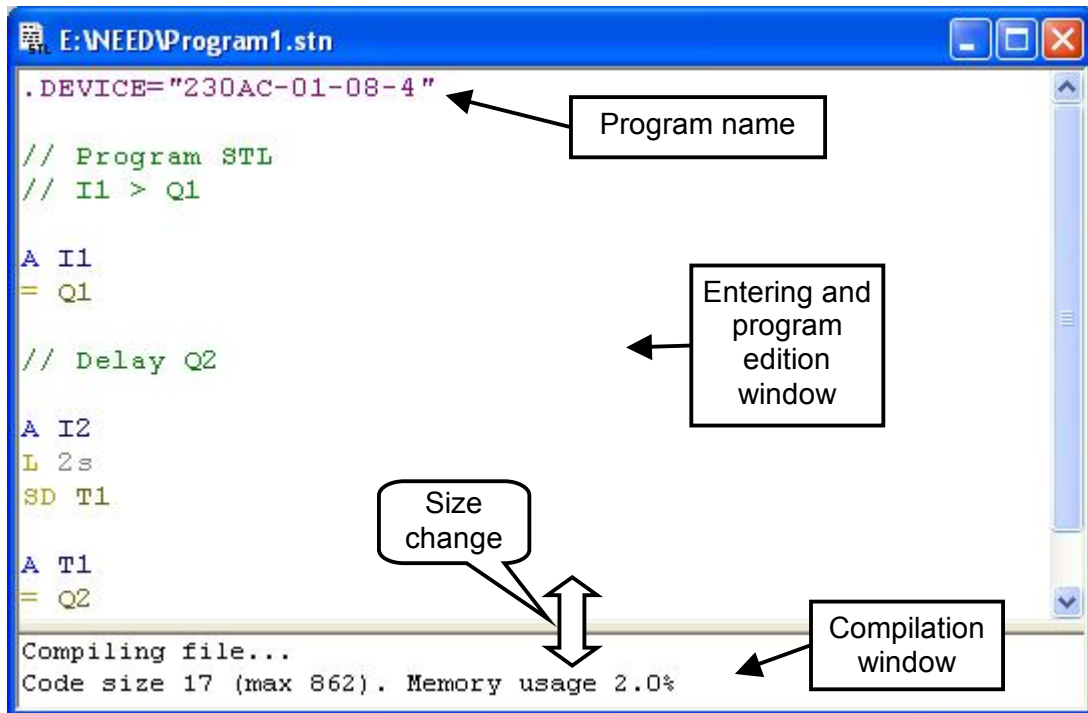 E:\NEED\Program1.stn
.DEVICE="230AC-01-08-4"
Program name
// Program STL
// I1 > Q1
A I1
= Q1
Entering and
program
edition
window
// Delay Q2
A I2
L 2s
SD T1
Size
change
A T1
= Q2
Compilation
window
Compiling file...
Code size 17 (max 862). Memory usage 2.0%